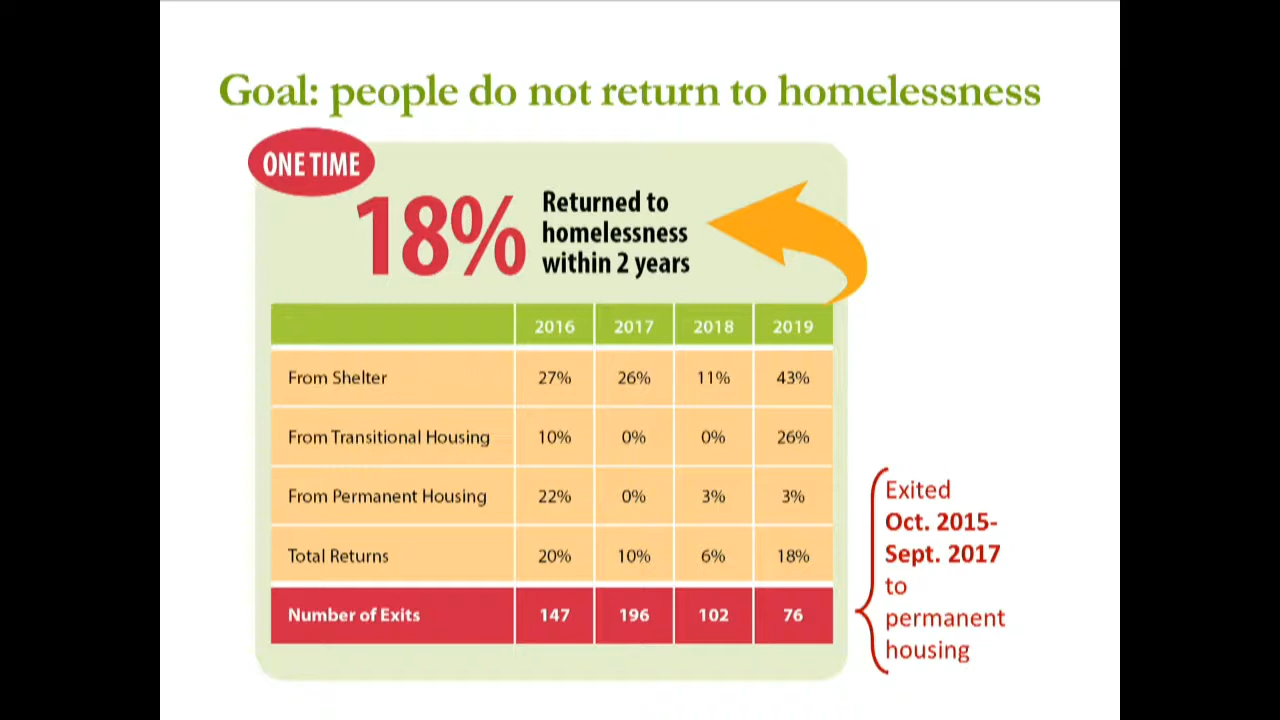 Goal: people do not return to homelessness
ONE TIME
18%
Returned to
homelessness
within 2 years
2016 2017 2018 2019
From Shelter 27% 26% 11% 43%
From Transitional Housing 10% 0% 0% 26%
From Permanent Housing 22% 0% 3% 3%
Total Returns 20% 10% 6% 18%
Number of Exits 147 196 102 76
Exited
Oct. 2015-
Sept. 2017
to
permanent
housing